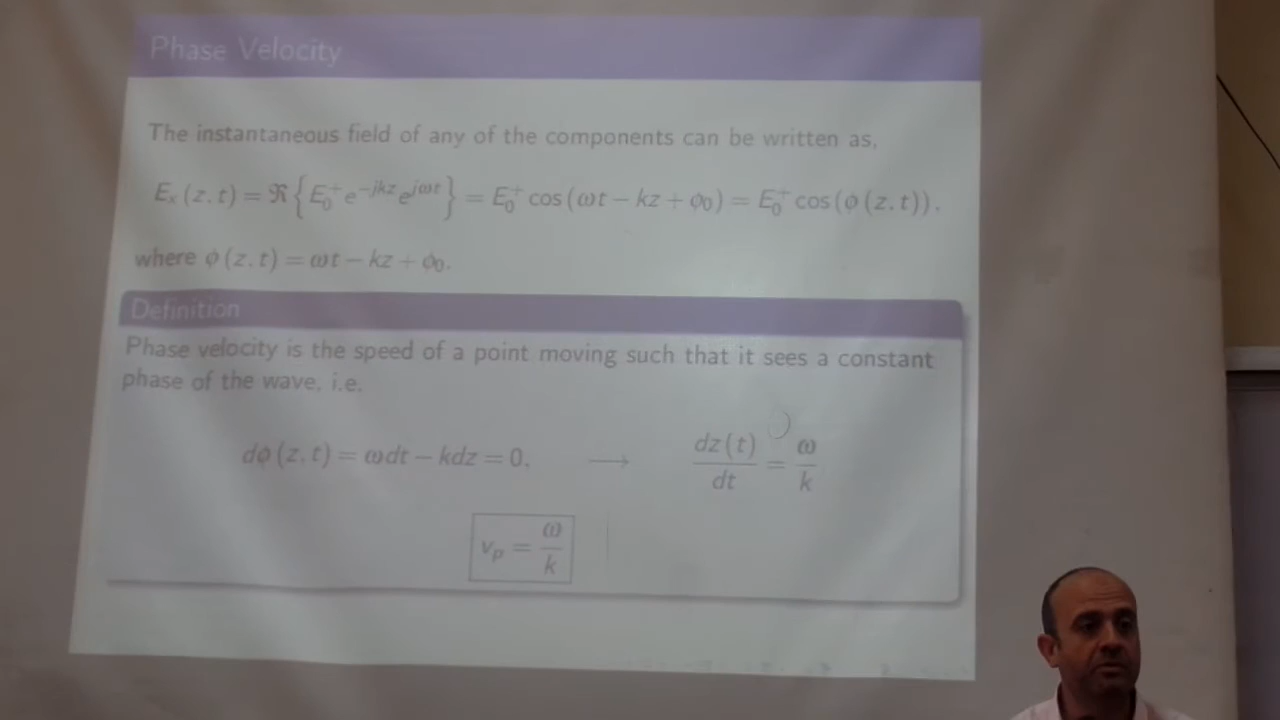 Phase Velocity
The instantaneous field of any of the components can be written as,
Eₓ(z,t) = ℜ{E₀⁺e^{−jkz}e^{jωt}} = E₀⁺ cos(ωt − kz + ϕ₀) = E₀⁺ cos(ϕ(z,t)).
where ϕ(z,t) = ωt − kz + ϕ₀.
Definition
Phase velocity is the speed of a point moving such that it sees a constant
phase of the wave, i.e.
dϕ(z,t) = ωdt − kdz = 0, ⟶ dz(t)/dt = ω/k
vₚ = ω/k